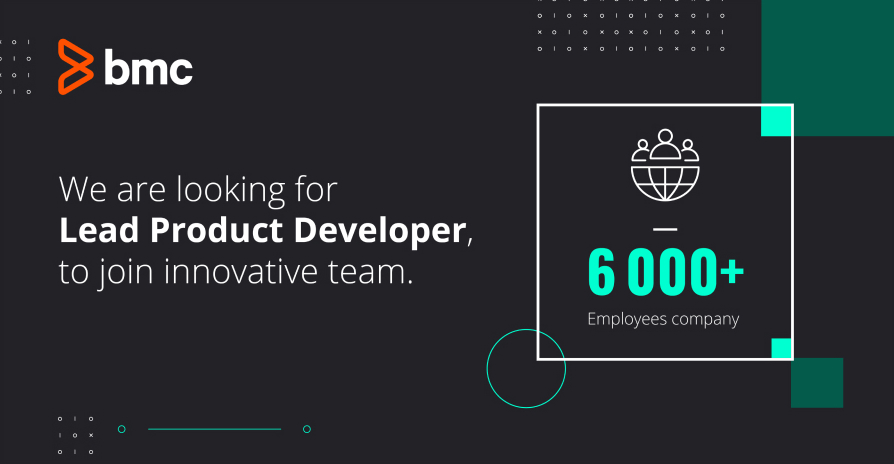 bmc
We are looking for
Lead Product Developer,
to join innovative team.
6 000+
Employees company